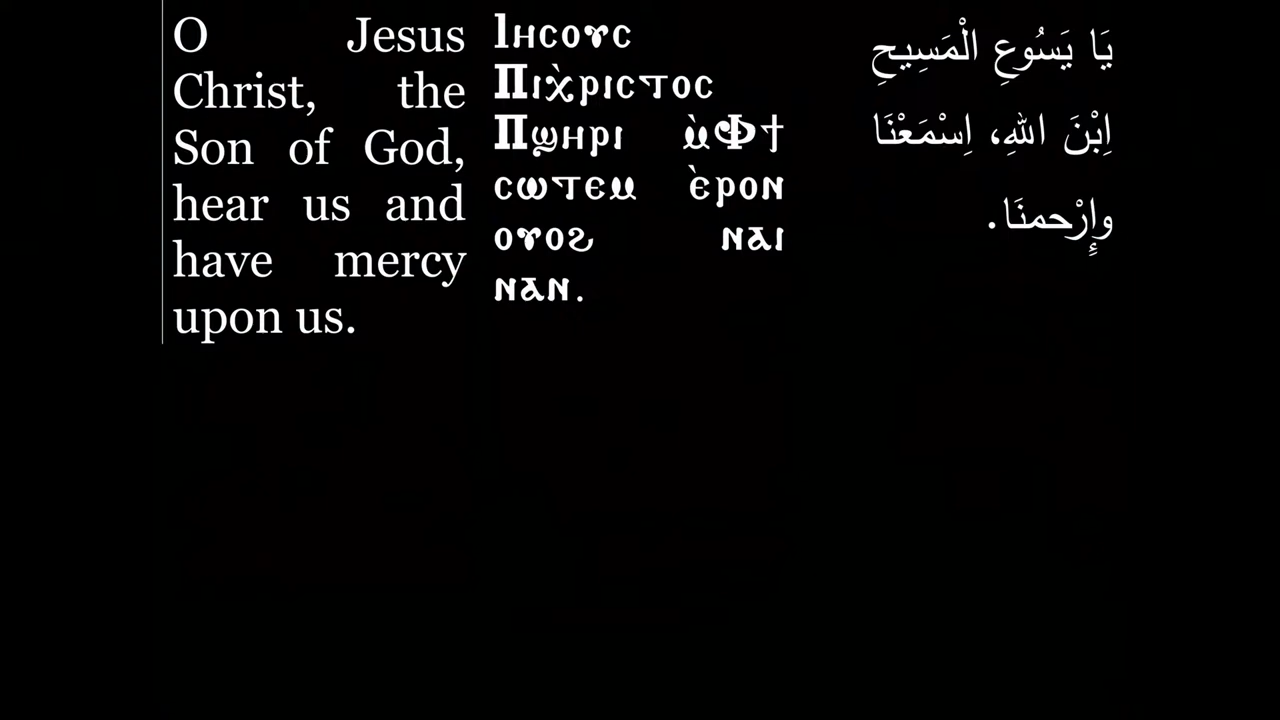 O Jesus
Christ, the
Son of God,
hear us and
have mercy
upon us.
Ⲓⲏⲥⲟⲩⲥ
Ⲡⲓⲭ̀ⲣⲓⲥⲧⲟⲥ
Ⲡϣⲏⲣⲓ ⲙ̀Ⲫϯ
ⲥⲱⲧⲉⲙ ⲉ̀ⲣⲟⲛ
ⲟⲩⲟϩ ⲛⲁⲓ
ⲛⲁⲛ.
يَا يَسُوعِ الْمَسِيحِ
اِبْنَ اللهِ، اِسْمَعْنَا
وإِرْحمنَا.